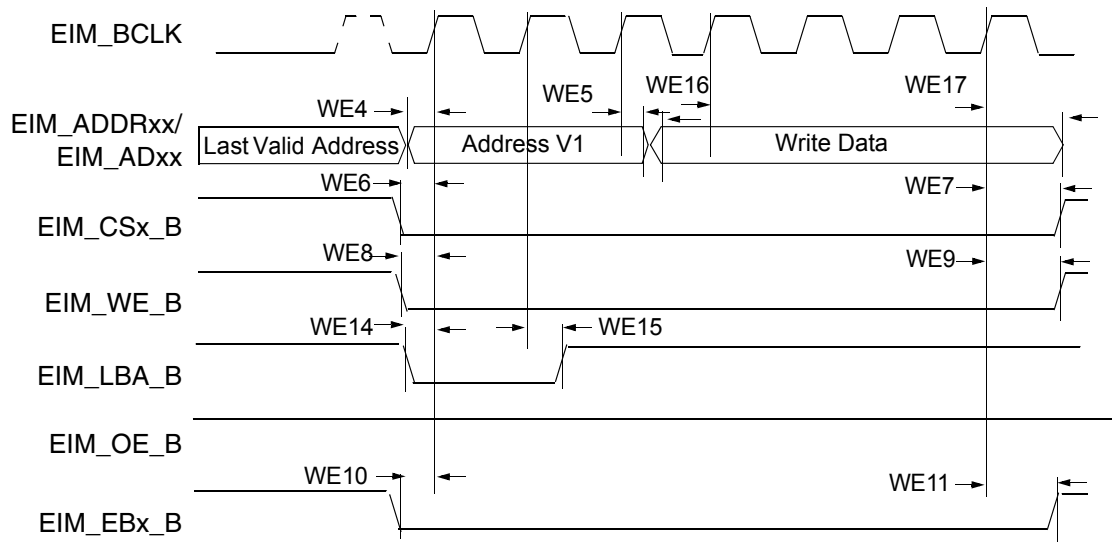 EIM_BCLK
WE4
WE5
WE16
WE17
EIM_ADDRxx/
EIM_ADxx
Last Valid Address
Address V1
Write Data
WE6
WE7
EIM_CSx_B
WE8
WE9
EIM_WE_B
WE14
WE15
EIM_LBA_B
EIM_OE_B
WE10
WE11
EIM_EBx_B